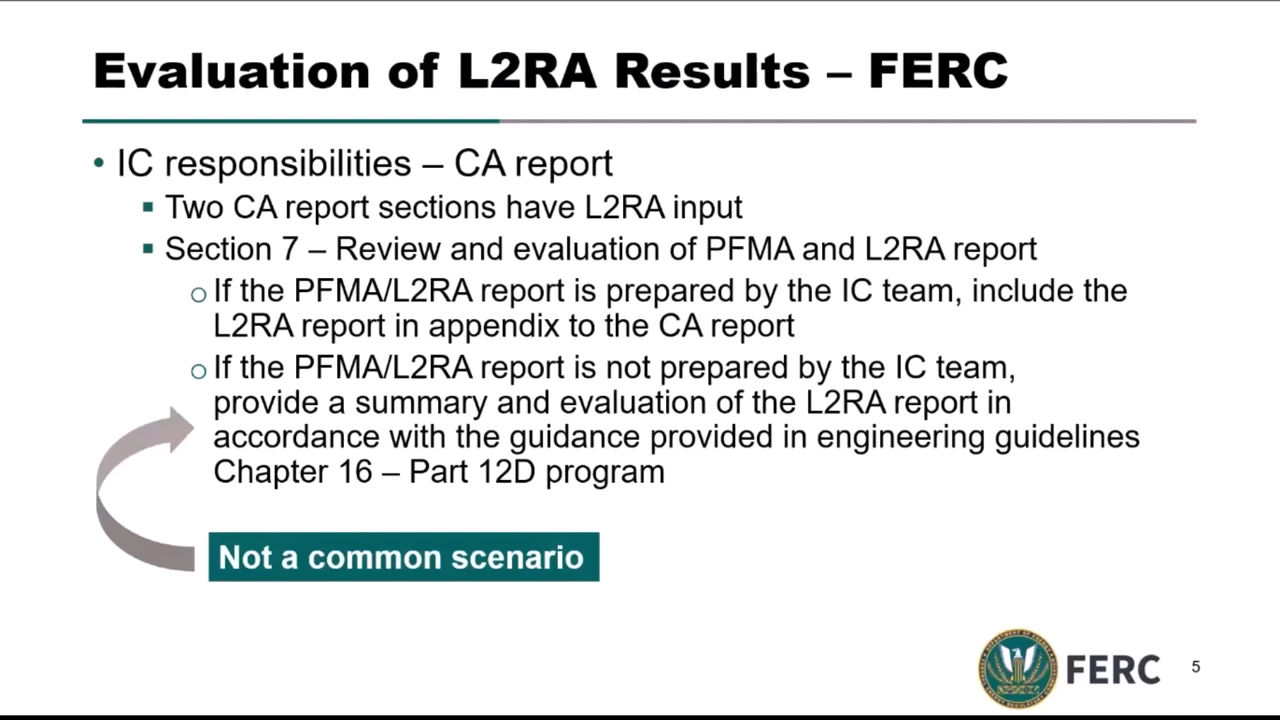 Evaluation of L2RA Results – FERC
• IC responsibilities – CA report
▪ Two CA report sections have L2RA input
▪ Section 7 – Review and evaluation of PFMA and L2RA report
o If the PFMA/L2RA report is prepared by the IC team, include the
L2RA report in appendix to the CA report
o If the PFMA/L2RA report is not prepared by the IC team,
provide a summary and evaluation of the L2RA report in
accordance with the guidance provided in engineering guidelines
Chapter 16 – Part 12D program
Not a common scenario
FERC
5